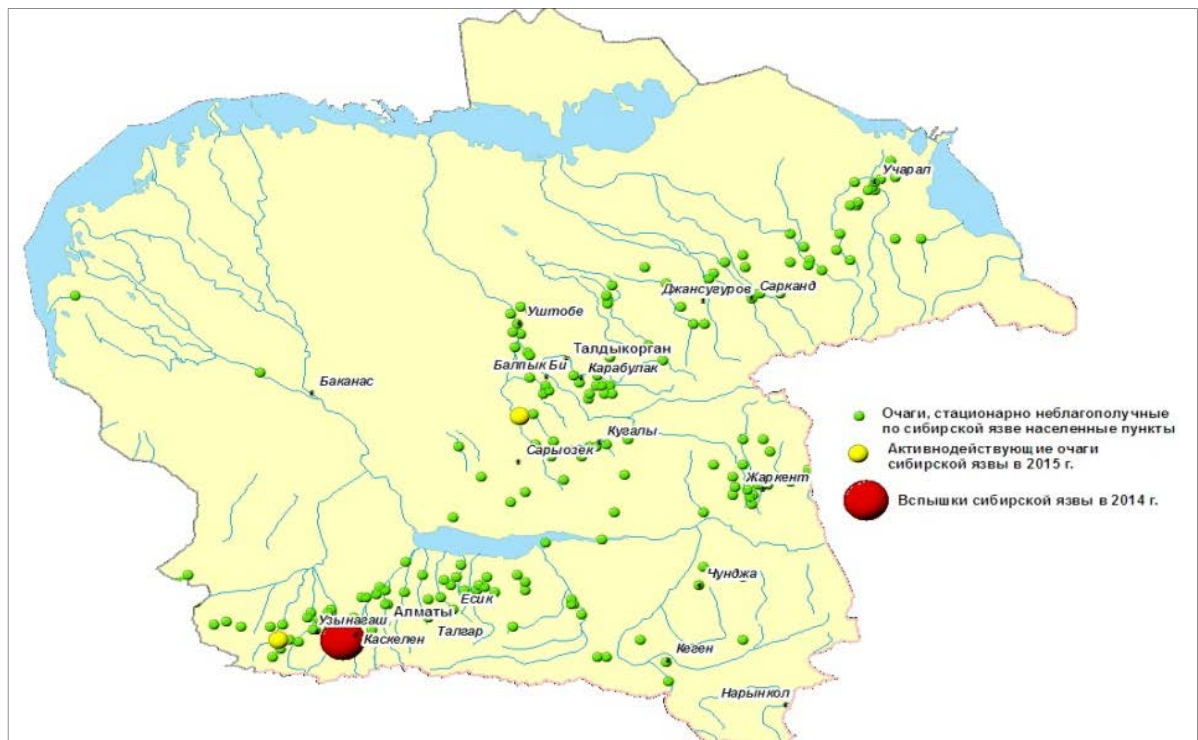 Учарал
Джансугуров
Сарканд
Уштобе
Талдыкорган
Балпык Би
Карабулак
Баканас
Кугалы
Сарыозек
Жаркент
Чунджа
Есик
Алматы
Узынагаш
Талгар
Каскелен
Кеген
Нарынкол
Очаги, стационарно неблагополучные
по сибирской язве населенные пункты
Активнодействующие очаги
сибирской язвы в 2015 г.
Вспышки сибирской язвы в 2014 г.